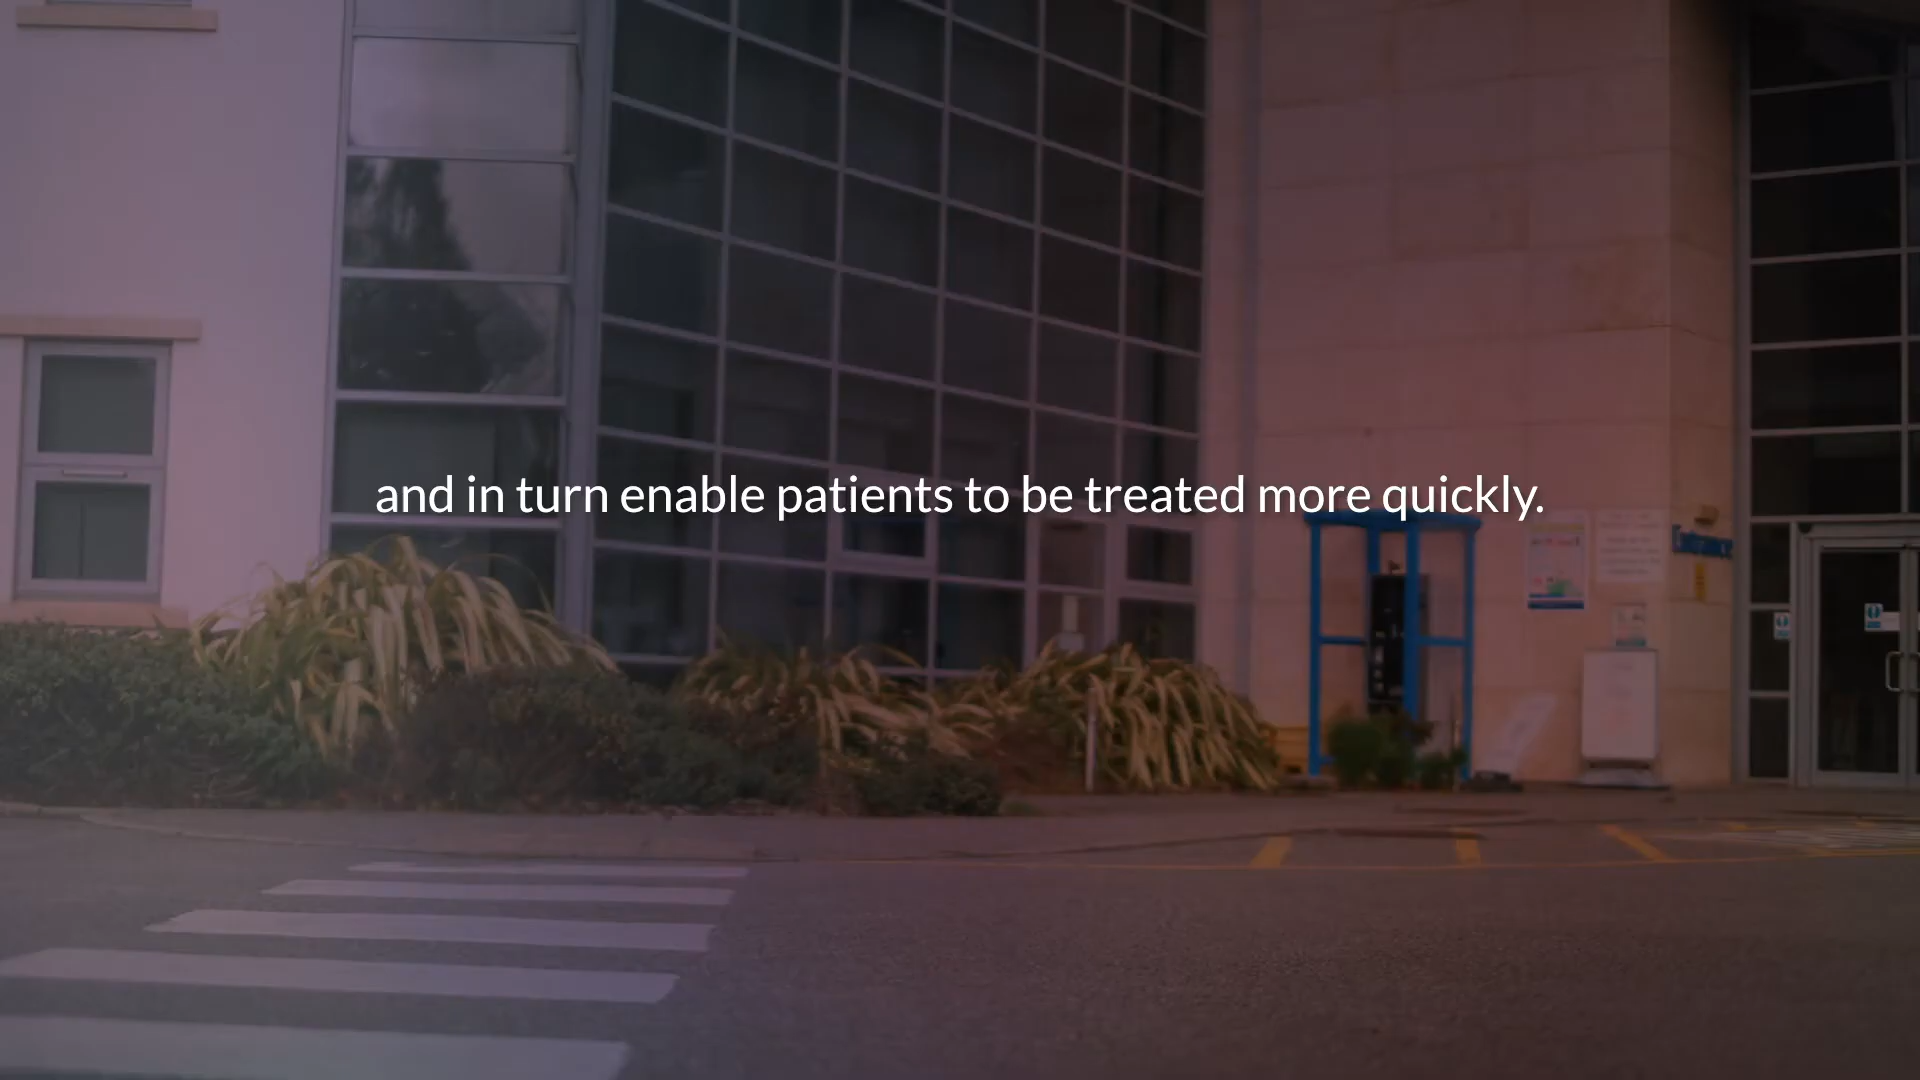 and in turn enable patients to be treated more quickly.